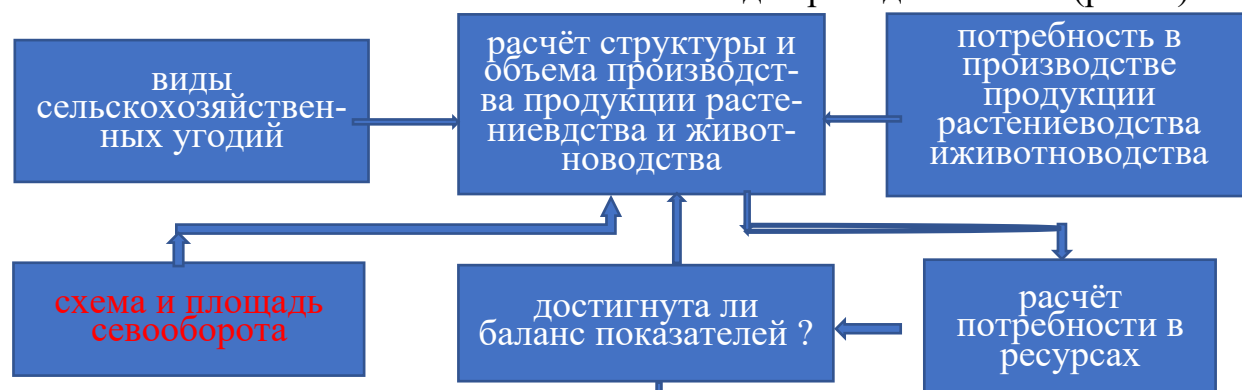 виды
сельскохозяйствен-
ных угодий
расчёт структуры и
объема производст-
ва продукции расте-
ниевдства и живот-
новодства
потребность в
производстве
продукции
растениеводства
иживотноводства
схема и площадь
севооборота
достигнута ли
баланс показателей ?
расчёт
потребности в
ресурсах